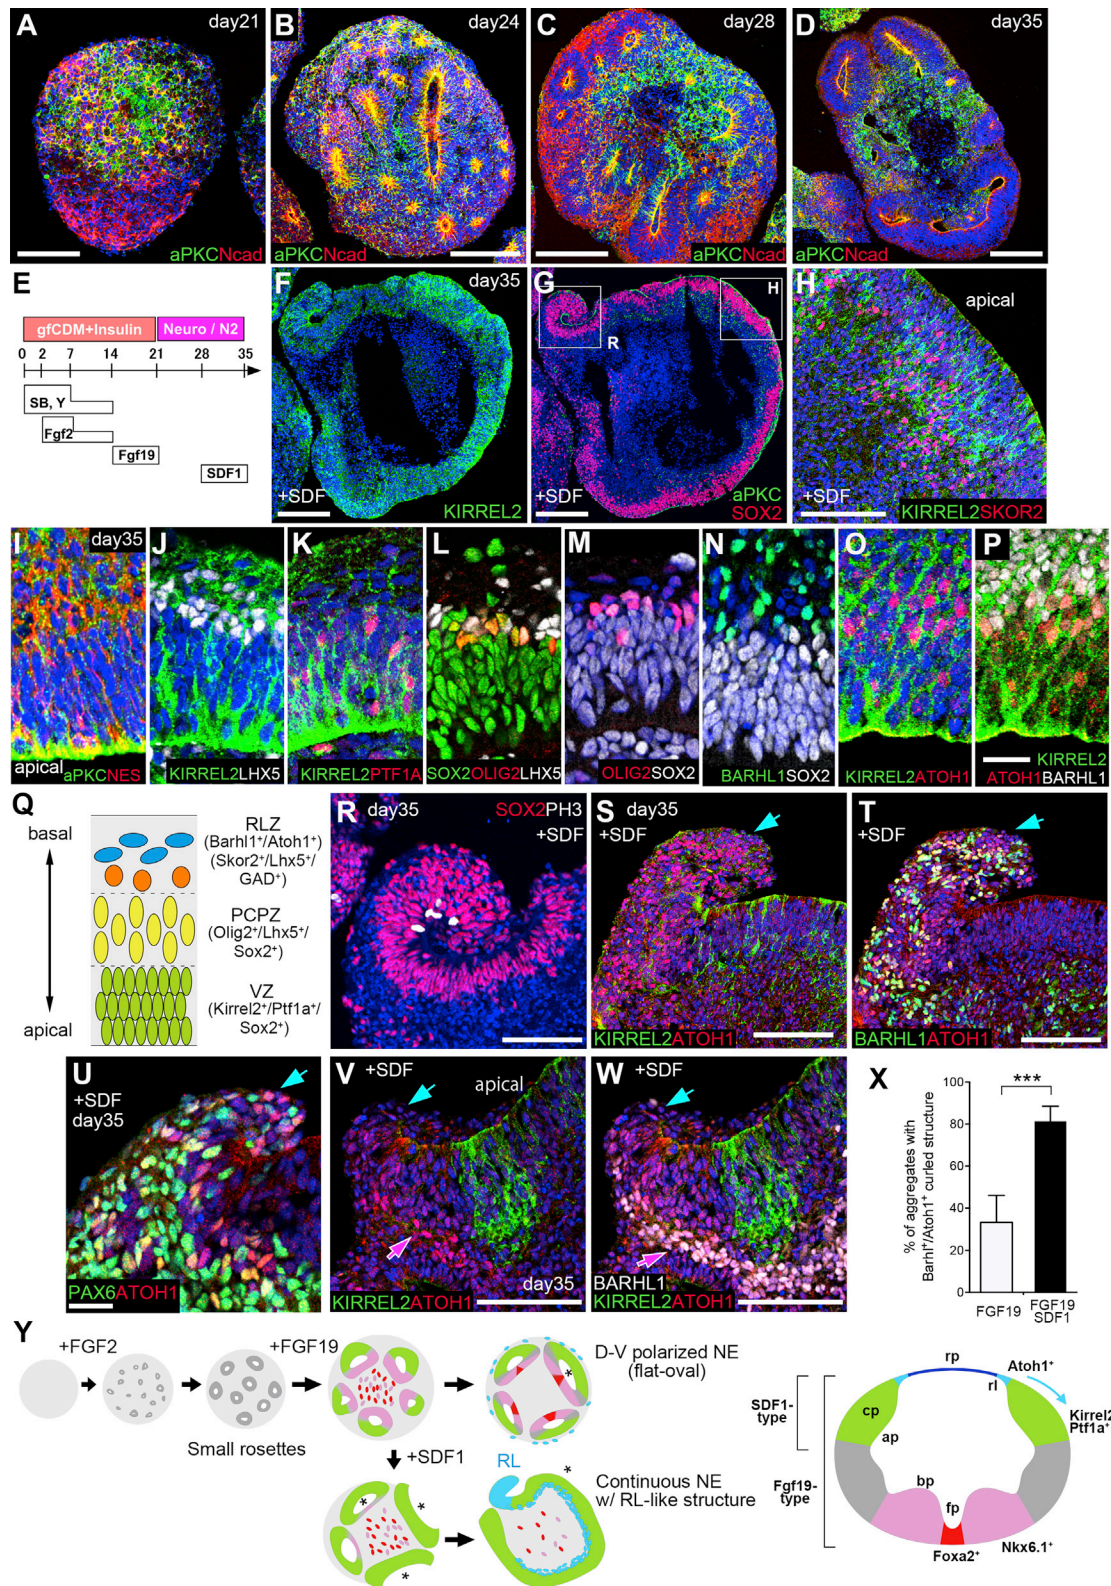 A day21
aPKCNcad
B day24
aPKCNcad
C day28
aPKCNcad
D day35
aPKCNcad
E
gfCDM+Insulin Neuro / N2
0 2 7 14 21 28 35
SB, Y
Fgf2
Fgf19
SDF1
F day35
+SDF KIRREL2
G H
R
+SDF aPKC
SOX2
H apical
+SDF KIRREL2SKOR2
I day35
apical aPKCNES
J
KIRREL2LHX5
K
KIRREL2PTF1A
L
SOX2OLIG2LHX5
M
OLIG2SOX2
N
BARHL1SOX2
O
KIRREL2ATOH1
P
KIRREL2
ATOH1BARHL1
Q
basal
apical
RLZ
(Barhl1⁺/Atoh1⁺)
(Skor2⁺/Lhx5⁺/
GAD⁺)
PCPZ
(Olig2⁺/Lhx5⁺/
Sox2⁺)
VZ
(Kirrel2⁺/Ptf1a⁺/
Sox2⁺)
R day35 SOX2PH3
+SDF
S day35
+SDF
KIRREL2ATOH1
T +SDF
BARHL1ATOH1
U
+SDF
day35
PAX6ATOH1
V +SDF apical
day35
KIRREL2ATOH1
W +SDF
BARHL1
KIRREL2ATOH1
X
***
% of aggregates with
Barhl⁺/Atoh1⁺ curled structure
100
80
60
40
20
0
FGF19
FGF19
SDF1
Y
+FGF2
+FGF19
Small rosettes
D-V polarized NE
(flat-oval)
*
+SDF1
* * *
RL
*
Continuous NE
w/ RL-like structure
SDF1-
type
Fgf19-
type
rp
rl
Atoh1⁺
cp
ap
Kirrel2
Ptf1a⁺
bp
fp
Foxa2⁺
Nkx6.1⁺